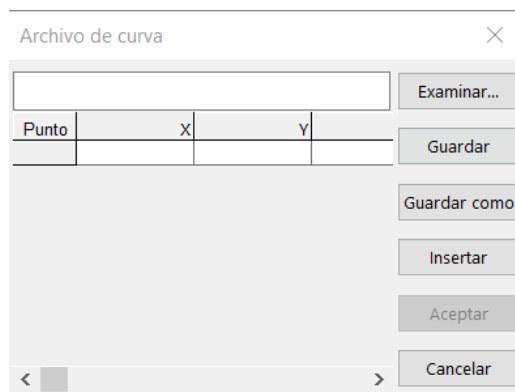 Archivo de curva
Examinar...
Punto X Y
Guardar
Guardar como
Insertar
Aceptar
Cancelar